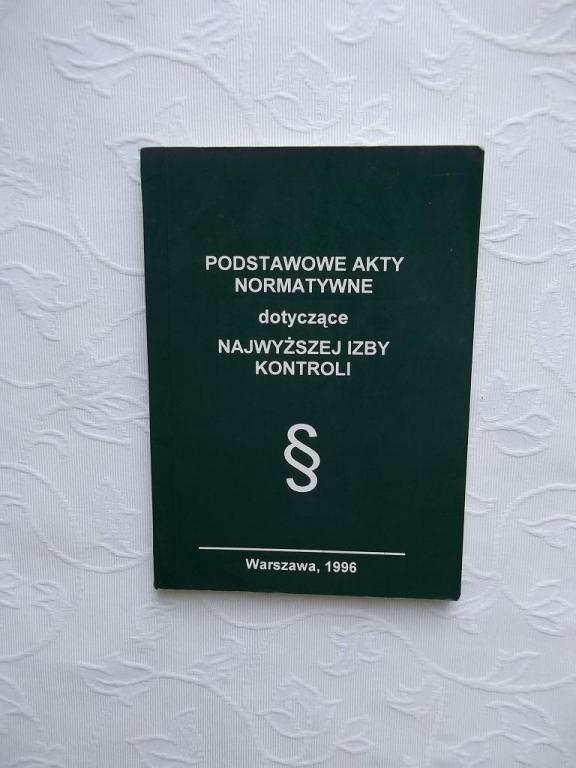 PODSTAWOWE AKTY
NORMATYWNE
dotyczące
NAJWYŻSZEJ IZBY
KONTROLI
§
Warszawa, 1996